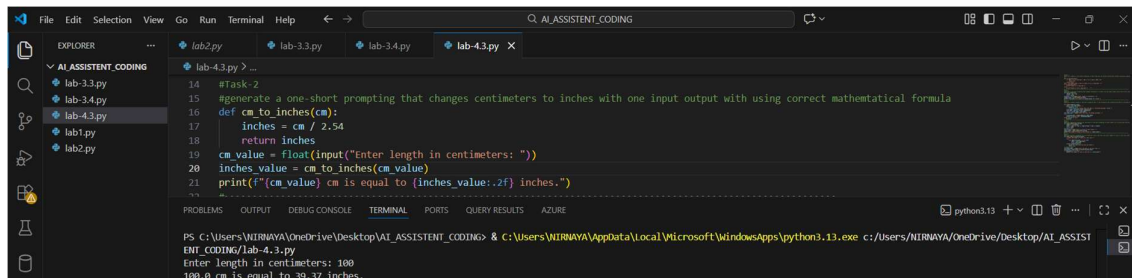 File Edit Selection View Go Run Terminal Help AI_ASSISTENT_CODING
EXPLORER
lab2.py lab-3.3.py lab-3.4.py lab-4.3.py
AI_ASSISTENT_CODING
lab-4.3.py > ...
lab-3.3.py
lab-3.4.py
lab-4.3.py
lab1.py
lab2.py
14 #Task-2
15 #generate a one-short prompting that changes centimeters to inches with one input output with using correct mathemtatical formula
16 def cm_to_inches(cm):
17 inches = cm / 2.54
18 return inches
19 cm_value = float(input("Enter length in centimeters: "))
20 inches_value = cm_to_inches(cm_value)
21 print(f"{cm_value} cm is equal to {inches_value:.2f} inches.")
PROBLEMS OUTPUT DEBUG CONSOLE TERMINAL PORTS QUERY RESULTS AZURE
python3.13
PS C:\Users\NIRNAYA\OneDrive\Desktop\AI_ASSISTENT_CODING> & C:\Users\NIRNAYA\AppData\Local\Microsoft\WindowsApps\python3.13.exe c:/Users/NIRNAYA/OneDrive/Desktop/AI_ASSIST
ENT_CODING/lab-4.3.py
Enter length in centimeters: 100
100.0 cm is equal to 39.37 inches.